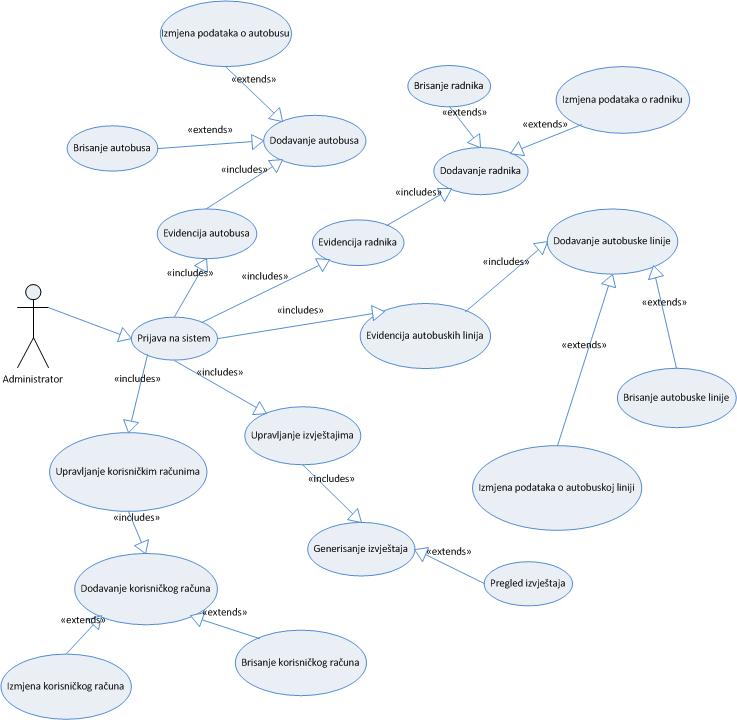 Izmjena podataka o autobusu
«extends»
Brisanje radnika
Izmjena podataka o radniku
«extends»
«extends»
«extends»
Brisanje autobusa
Dodavanje autobusa
«includes»
Dodavanje radnika
«includes»
Evidencija autobusa
Evidencija radnika
Dodavanje autobuske linije
«includes»
«includes»
«includes»
«extends»
«includes»
Prijava na sistem
Evidencija autobuskih linija
«extends»
Administrator
«includes»
«includes»
Brisanje autobuske linije
Upravljanje izvještajima
Upravljanje korisničkim računima
«includes»
Izmjena podataka o autobuskoj liniji
«includes»
Generisanje izvještaja
«extends»
Pregled izvještaja
Dodavanje korisničkog računa
«extends»
«extends»
Brisanje korisničkog računa
Izmjena korisničkog računa